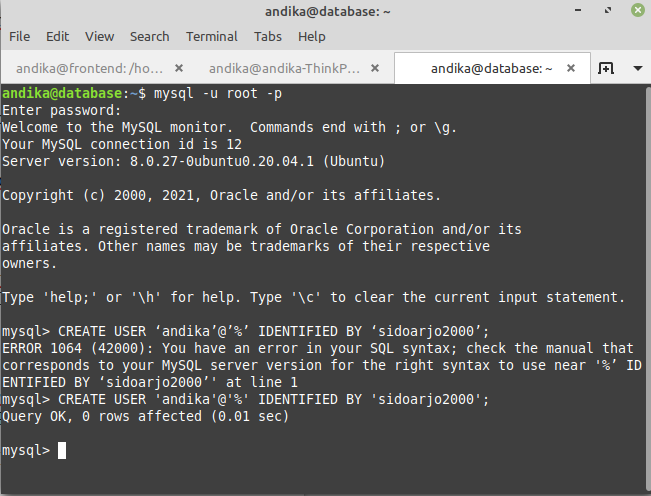 andika@database: ~
File Edit View Search Terminal Tabs Help
andika@frontend: /ho... andika@andika-ThinkP... andika@database: ~
andika@database:~$ mysql -u root -p
Enter password:
Welcome to the MySQL monitor.  Commands end with ; or \g.
Your MySQL connection id is 12
Server version: 8.0.27-0ubuntu0.20.04.1 (Ubuntu)
Copyright (c) 2000, 2021, Oracle and/or its affiliates.
Oracle is a registered trademark of Oracle Corporation and/or its
affiliates. Other names may be trademarks of their respective
owners.
Type 'help;' or '\h' for help. Type '\c' to clear the current input statement.
mysql> CREATE USER ‘andika’@’%’ IDENTIFIED BY ‘sidoarjo2000’;
ERROR 1064 (42000): You have an error in your SQL syntax; check the manual that
corresponds to your MySQL server version for the right syntax to use near '%’ ID
ENTIFIED BY ‘sidoarjo2000’' at line 1
mysql> CREATE USER 'andika'@'%' IDENTIFIED BY 'sidoarjo2000';
Query OK, 0 rows affected (0.01 sec)
mysql>